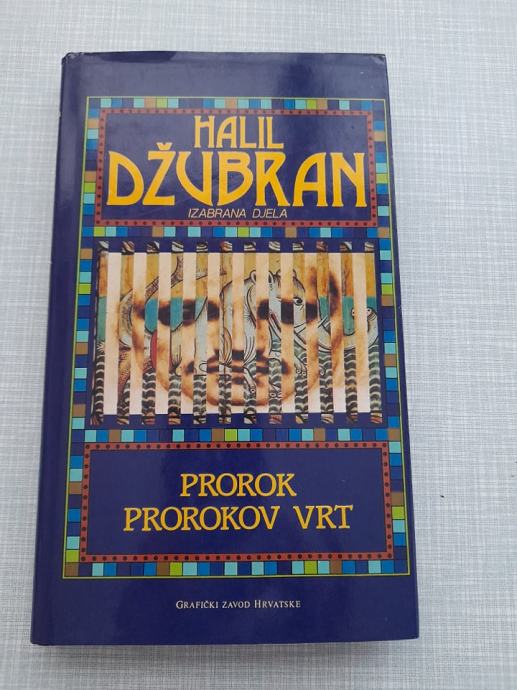 HALIL
DŽUBRAN
IZABRANA DJELA
PROROK
PROROKOV VRT
GRAFIČKI ZAVOD HRVATSKE